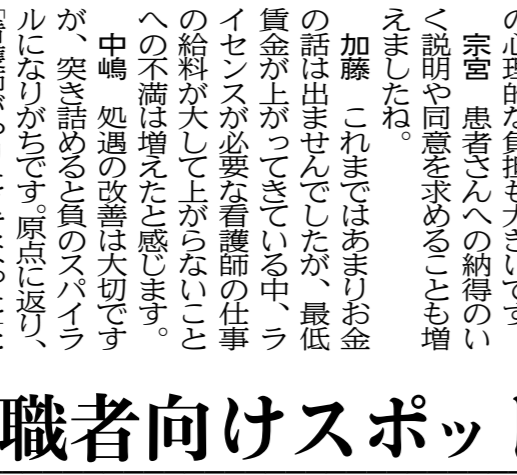 の心理的な負担も大きいです
宗宮　患者さんへの納得のい
く説明や同意を求めることも増
えましたね。
加藤　これまではあまりお金
の話は出ませんでしたが、最低
賃金が上がってきている中、ラ
イセンスが必要な看護師の仕事
の給料が大して上がらないこと
への不満は増えたと感じます。
中嶋　処遇の改善は大切です
が、突き詰めると負のスパイラ
ルになりがちです。原点に返り、
職者向けスポッ